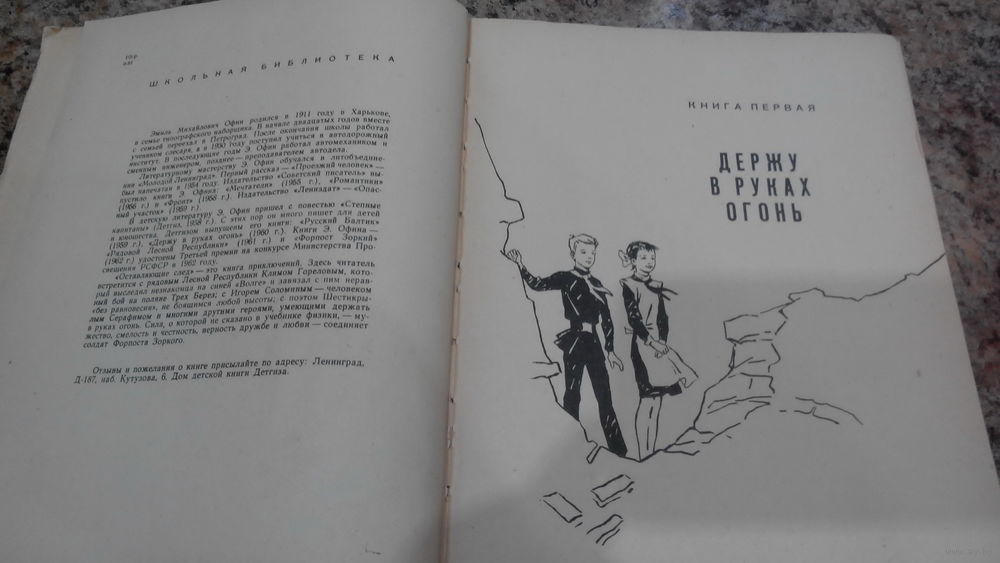 ШКОЛЬНАЯ БИБЛИОТЕКА
Эмиль Михайлович Офин родился в 1911 году в Харькове,
в семье типографского наборщика. В начале двадцатых годов вместе
с семьей переехал в Петроград. После окончания школы работал
учеником слесаря, а в 1930 году поступил учиться в автодорожный
институт. В последующие годы Э. Офин работал автомехаником и
сменным инженером, позднее — преподавателем автодела.
Литературному мастерству Э. Офин обучался в литобъедине-
нии «Молодой Ленинград». Первый рассказ — «Проезжий человек» —
был напечатан в 1954 году. Издательство «Советский писатель» вы-
пустило книги Э. Офина: «Мечтатели» (1955 г.), «Романтики»
(1956 г.) и «Фронт» (1958 г.). Издательство «Лениздат» — «Опас-
ный участок» (1959 г.).
В детскую литературу Э. Офин пришел с повестью «Степные
капитаны» (Детгиз, 1958 г.). С этих пор он много пишет для детей
и юношества. Детгизом выпущены его книги: «Русский Валтик»
(1959 г.), «Держу в руках огонь» (1960 г.). Книги Э. Офина —
«Рядовой Лесной Республики» (1961 г.) и «Форпост Зоркий»
(1962 г.) удостоены Третьей премии на конкурсе Министерства Про-
свещения РСФСР в 1962 году.
«Оставляющие след» — это книга приключений. Здесь читатель
встретится с рядовым Лесной Республики Климом Гореловым, кото-
рый выследил незнакомца на синей «Волге» и завязал с ним нерав-
ный бой на поляне Трех Берез; с Игорем Соломиным — человеком
«без равновесия», не боящимся любой высоты; с поэтом Шестикры-
лым Серафимом и многими другими героями, умеющими держать
в руках огонь. Сила, о которой не сказано в учебнике физики, — му-
жество, смелость и честность, верность дружбе и любви — соединяет
солдат Форпоста Зоркого.
Отзывы и пожелания о книге присылайте по адресу: Ленинград,
Д-187, наб. Кутузова, 6. Дом детской книги Детгиза.
КНИГА ПЕРВАЯ
ДЕРЖУ
В РУКАХ
ОГОНЬ